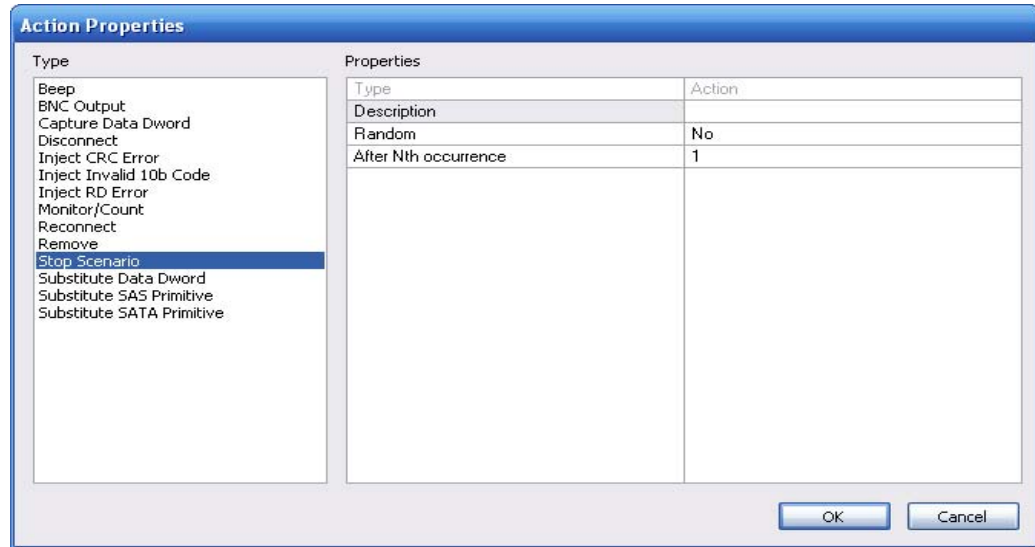 Action Properties
Type
Beep
BNC Output
Capture Data Dword
Disconnect
Inject CRC Error
Inject Invalid 10b Code
Inject RD Error
Monitor/Count
Reconnect
Remove
Stop Scenario
Substitute Data Dword
Substitute SAS Primitive
Substitute SATA Primitive
Properties
Type Action
Description
Random No
After Nth occurrence 1
OK Cancel